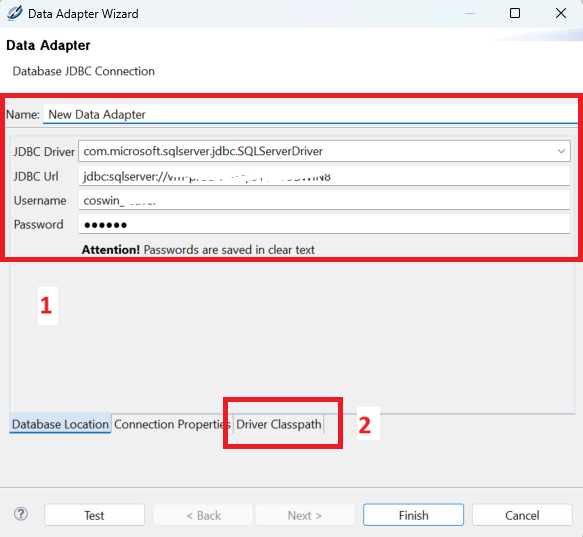 Data Adapter Wizard
Data Adapter
Database JDBC Connection
Name: New Data Adapter
JDBC Driver com.microsoft.sqlserver.jdbc.SQLServerDriver
JDBC Url jdbc:sqlserver://
Username coswin_
Password ●●●●●●
Attention! Passwords are saved in clear text
1
Database Location Connection Properties Driver Classpath 2
? Test < Back Next > Finish Cancel